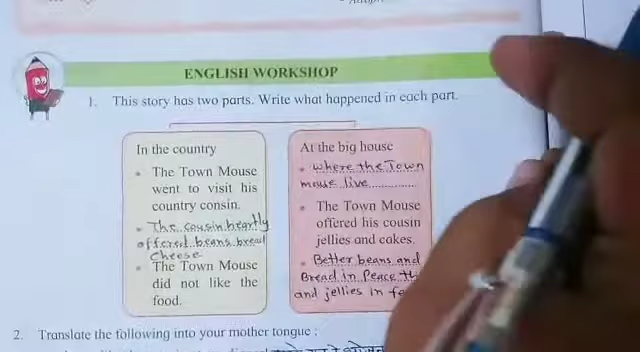 ENGLISH WORKSHOP
1. This story has two parts. Write what happened in each part.
In the country
• The Town Mouse
went to visit his
country consin.
• The cousin heartly
offered beans, bread
Cheese
• The Town Mouse
did not like the
food.
At the big house
• where the Town
mouse live
• The Town Mouse
offered his cousin
jellies and cakes.
• Better beans and
Bread in Peace
and jellies in
2. Translate the following into your mother tongue :